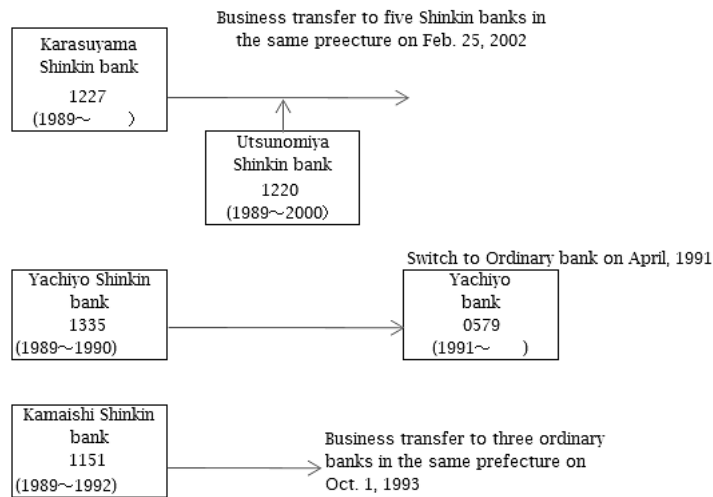 Business transfer to five Shinkin banks in
the same preecture on Feb. 25, 2002
Karasuyama
Shinkin bank
1227
(1989～　　)
Utsunomiya
Shinkin bank
1220
(1989～2000)
Switch to Ordinary bank on April, 1991
Yachiyo Shinkin
bank
1335
(1989～1990)
Yachiyo
bank
0579
(1991～　　)
Kamaishi Shinkin
bank
1151
(1989～1992)
Business transfer to three ordinary
banks in the same prefecture on
Oct. 1, 1993